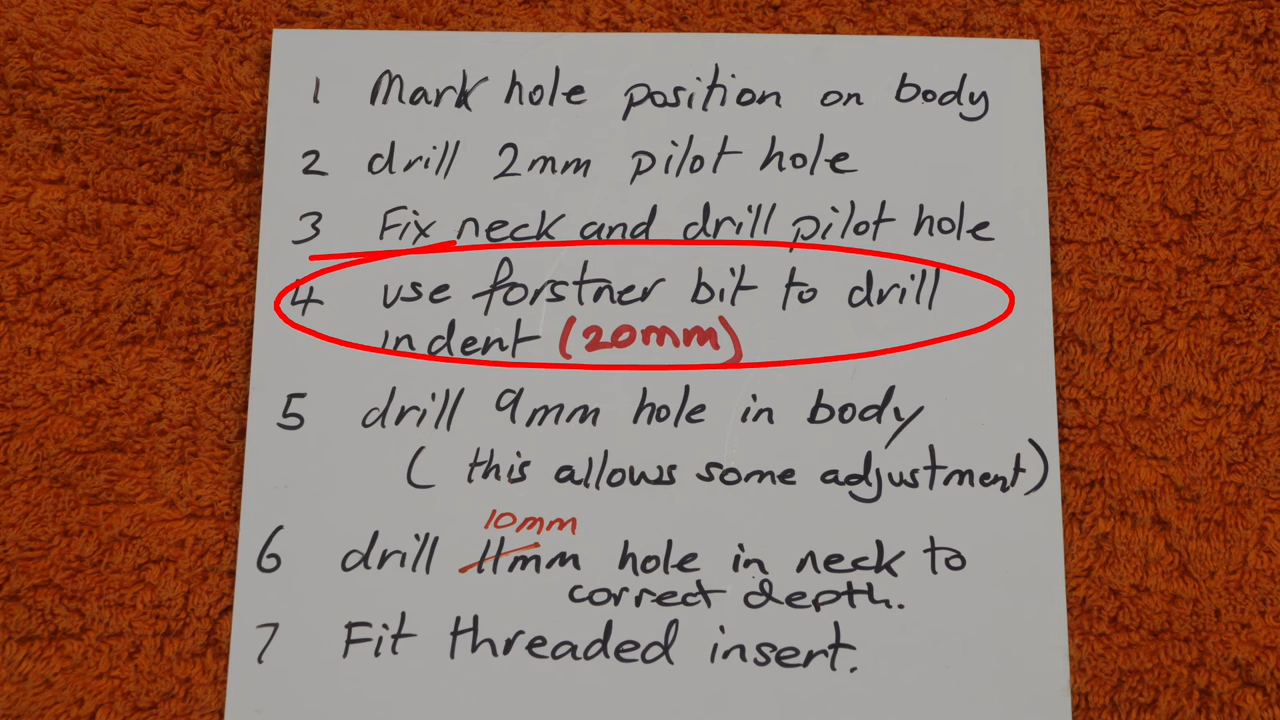 1 Mark hole position on body
2 drill 2mm pilot hole
3 Fix neck and drill pilot hole
4 use forstner bit to drill
indent (20mm)
5 drill 9mm hole in body
( this allows some adjustment)
10mm
6 drill 11mm hole in neck to
correct depth.
7 Fit threaded insert.